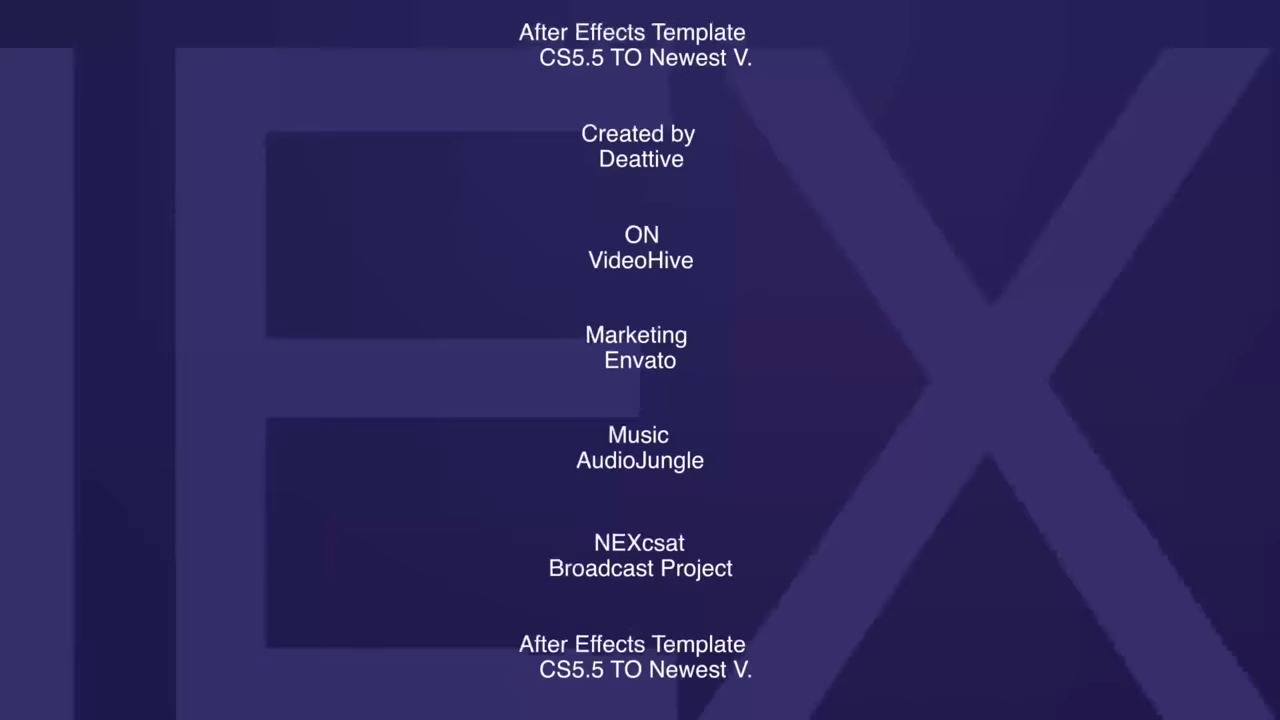 After Effects Template
CS5.5 TO Newest V.
Created by
Deattive
ON
VideoHive
Marketing
Envato
Music
AudioJungle
NEXcsat
Broadcast Project
After Effects Template
CS5.5 TO Newest V.
EX